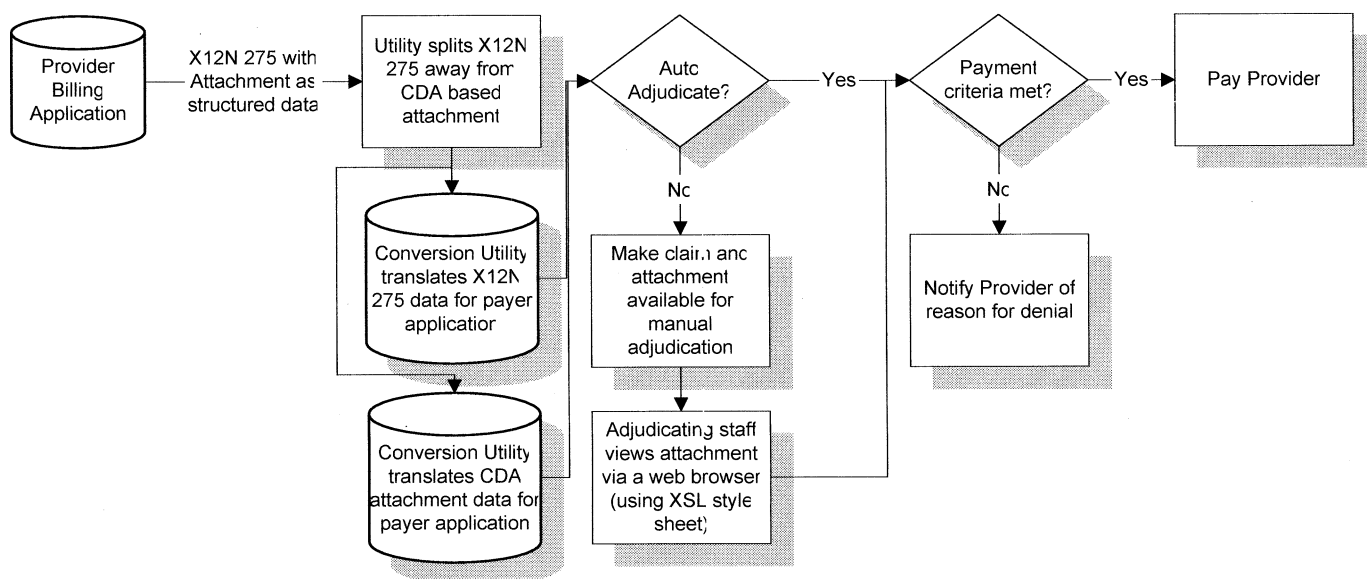 Provider
Billing
Application
X12N 275 with
Attachment as
structured data
Utility splits X12N
275 away from
CDA based
attachment
Conversion Utility
translates X12N
275 data for payer
application
Conversion Utility
translates CDA
attachment data for
payer application
Auto
Adjudicate?
Yes
No
Make claim and
attachment
available for
manual
adjudication
Adjudicating staff
views attachment
via a web browser
(using XSL style
sheet)
Payment
criteria met?
Yes
No
Notify Provider of
reason for denial
Pay Provider